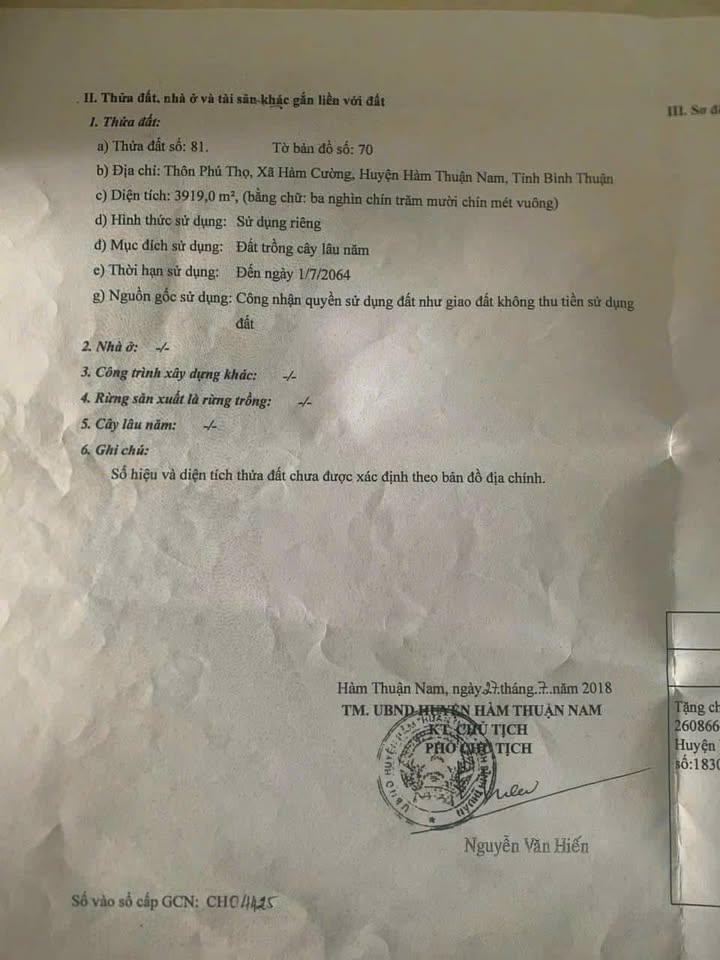 II. Thửa đất, nhà ở và tài sản khác gắn liền với đất
III. Sơ đ
1. Thửa đất:
a) Thửa đất số: 81. Tờ bản đồ số: 70
b) Địa chỉ: Thôn Phú Thọ, Xã Hàm Cường, Huyện Hàm Thuận Nam, Tỉnh Bình Thuận
c) Diện tích: 3919,0 m², (bằng chữ: ba nghìn chín trăm mười chín mét vuông)
d) Hình thức sử dụng: Sử dụng riêng
đ) Mục đích sử dụng: Đất trồng cây lâu năm
e) Thời hạn sử dụng: Đến ngày 1/7/2064
g) Nguồn gốc sử dụng: Công nhận quyền sử dụng đất như giao đất không thu tiền sử dụng
đất
2. Nhà ở: -/-
3. Công trình xây dựng khác: -/-
4. Rừng sản xuất là rừng trồng: -/-
5. Cây lâu năm: -/-
6. Ghi chú:
Số hiệu và diện tích thửa đất chưa được xác định theo bản đồ địa chính.
Hàm Thuận Nam, ngày 27 tháng 7 năm 2018
TM. UBND HUYỆN HÀM THUẬN NAM
KT. CHỦ TỊCH
PHÓ CHỦ TỊCH
Nguyễn Văn Hiến
Tặng ch
260866
Huyện
số:1830
Số vào sổ cấp GCN: CH04425